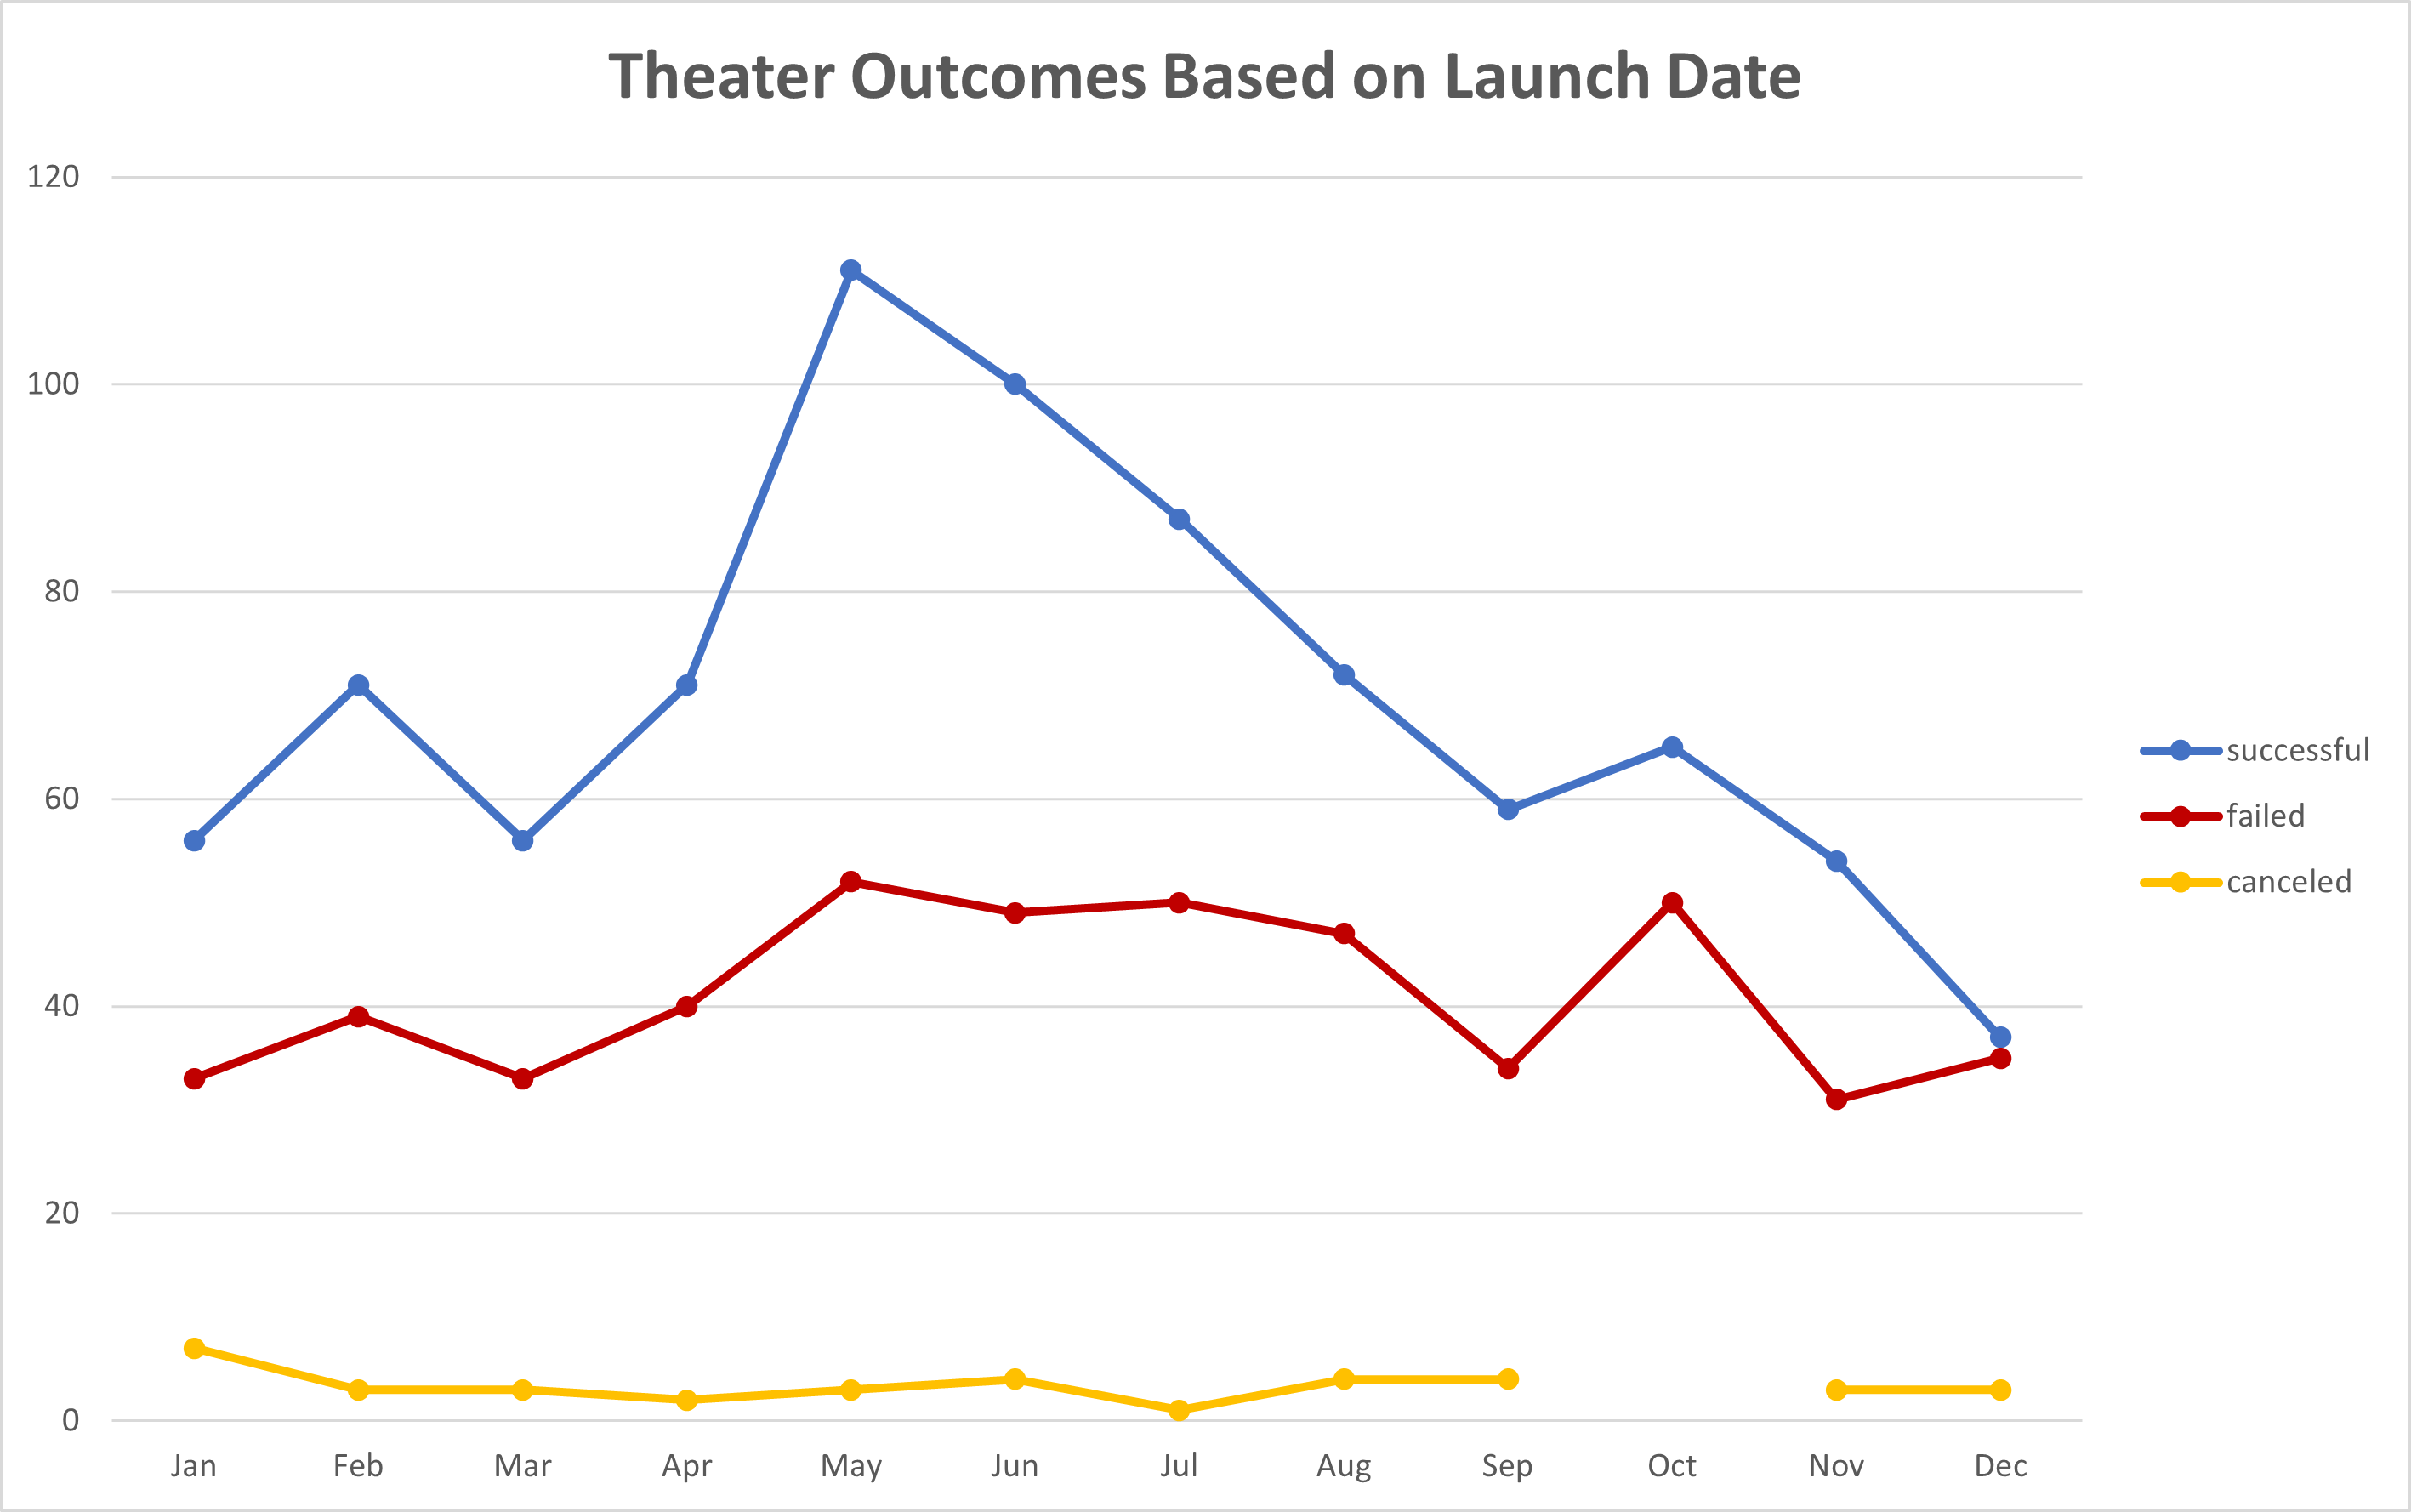 Theater Outcomes Based on Launch Date
120
100
80
60
40
20
0
Jan Feb Mar Apr May Jun Jul Aug Sep Oct Nov Dec
successful
failed
canceled